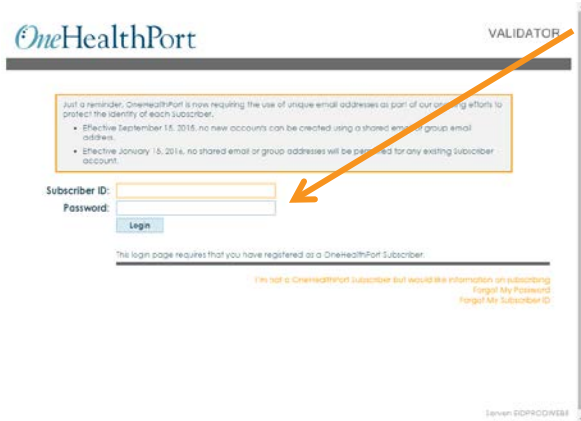 OneHealthPort
VALIDATOR
Just a reminder, OneHealthPort is now requiring the use of unique email addresses as part of our ongoing efforts to
protect the identity of each Subscriber.
• Effective September 15, 2015, no new accounts can be created using a shared email or group email
address.
• Effective January 15, 2016, no shared email or group addresses will be permitted for any existing Subscriber
account.
Subscriber ID:
Password:
Login
This login page requires that you have registered as a OneHealthPort Subscriber.
I'm not a OneHealthPort Subscriber but would like information on subscribing
Forgot My Password
Forgot My Subscriber ID
Server: